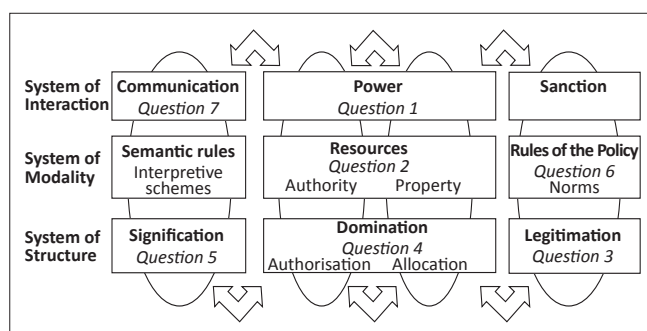 System of Interaction
Communication
Question 7
Power
Question 1
Sanction
System of Modality
Semantic rules
Interpretive schemes
Resources
Question 2
Authority Property
Rules of the Policy
Question 6
Norms
System of Structure
Signification
Question 5
Domination
Question 4
Authorisation Allocation
Legitimation
Question 3